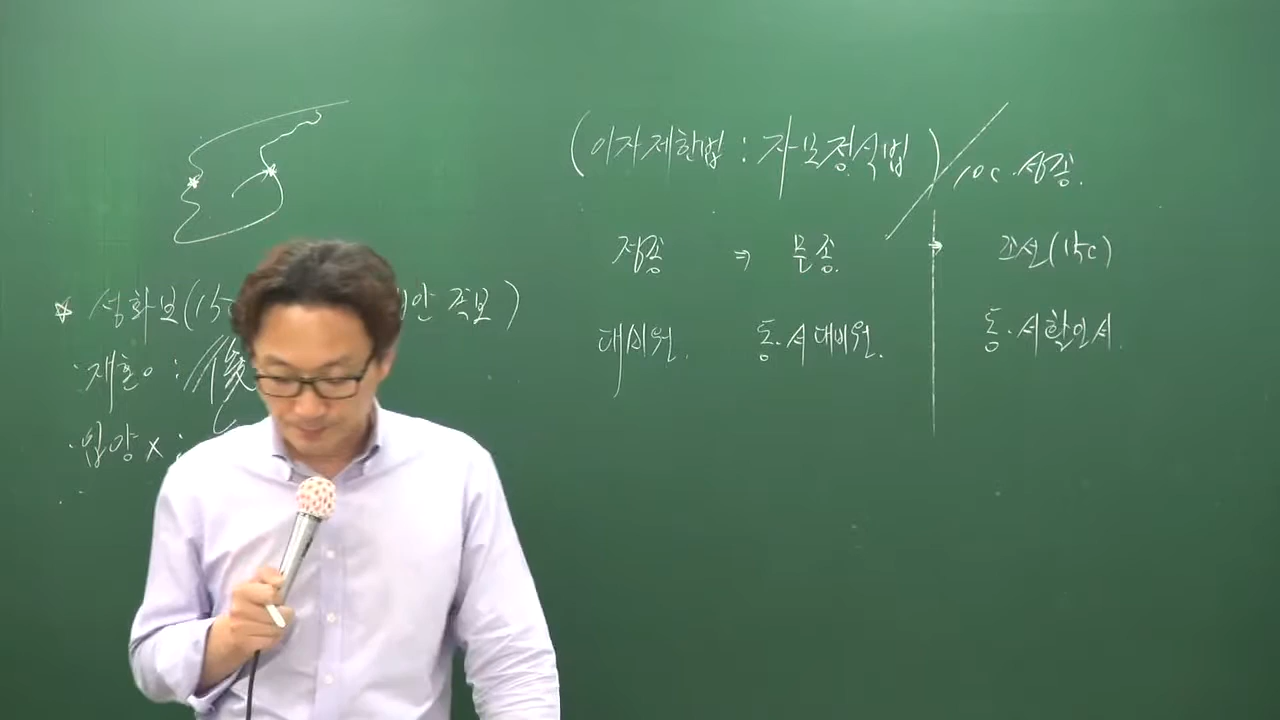 (이자제한법 : 자모정식법) 10C. 성종.
정종 ⇒ 문종. → 조선(15C)
대비원. 동·서대비원. 동·서활인서.
* 성화보(15C 안 족보)
·재혼 ㅇ : 後
·입양 x :